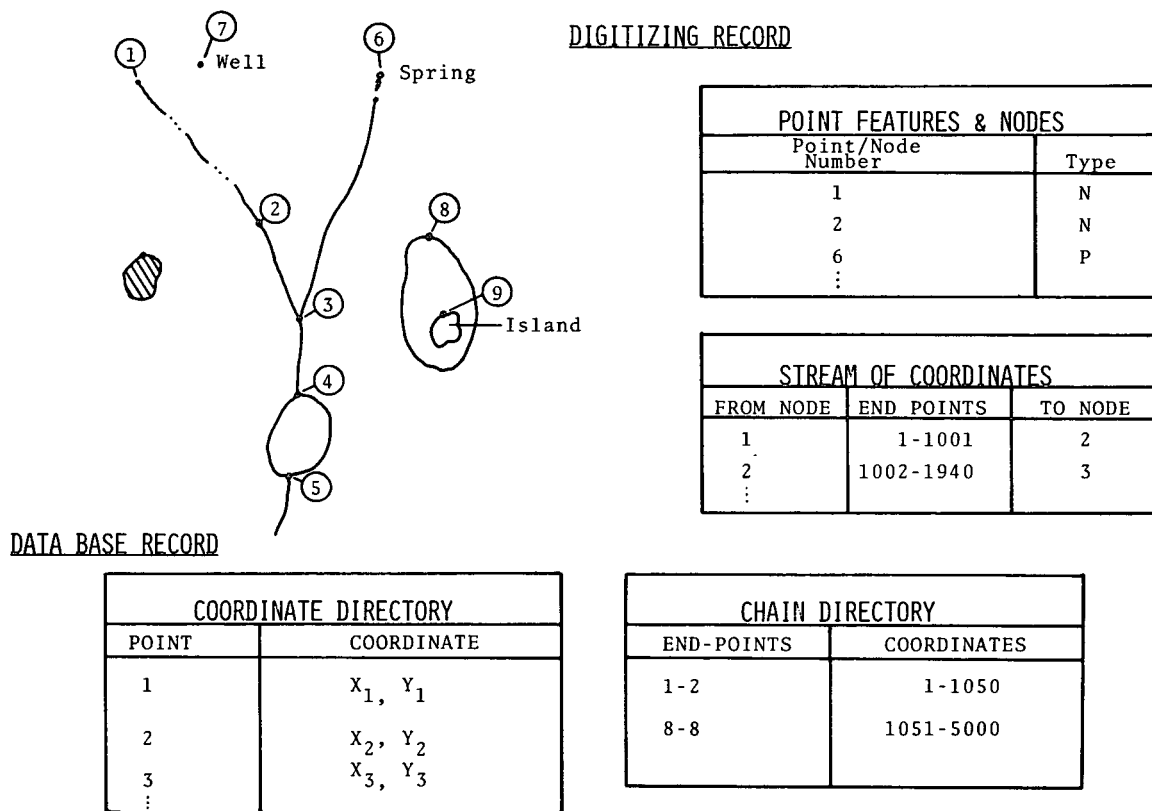 7
1
Well
6
Spring
2
8
9
3
Island
4
5
DIGITIZING RECORD
POINT FEATURES & NODES
Point/Node Number Type
1 N
2 N
6 P
⋮
STREAM OF COORDINATES
FROM NODE END POINTS TO NODE
1 1-1001 2
2 1002-1940 3
⋮
DATA BASE RECORD
COORDINATE DIRECTORY
POINT COORDINATE
1 X₁, Y₁
2 X₂, Y₂
3 X₃, Y₃
⋮
CHAIN DIRECTORY
END-POINTS COORDINATES
1-2 1-1050
8-8 1051-5000